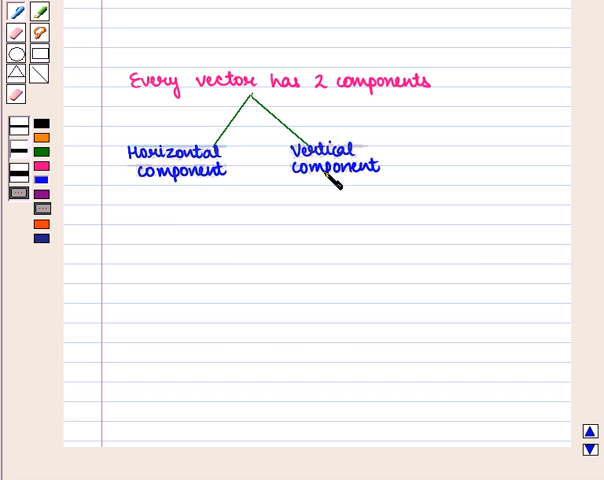 Every vector has 2 components
Horizontal
component
Vertical
component